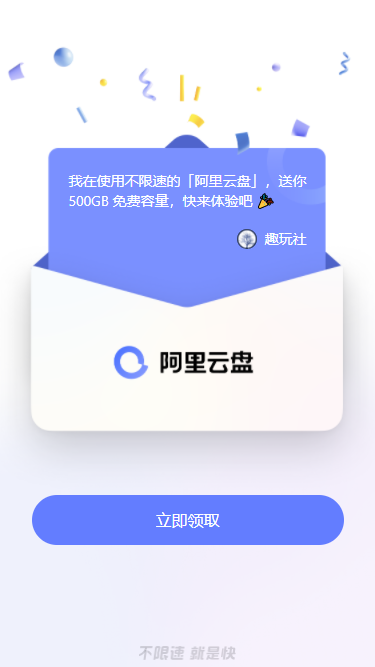 我在使用不限速的「阿里云盘」，送你
500GB 免费容量，快来体验吧 🎉
趣玩社
阿里云盘
立即领取
不限速 就是快